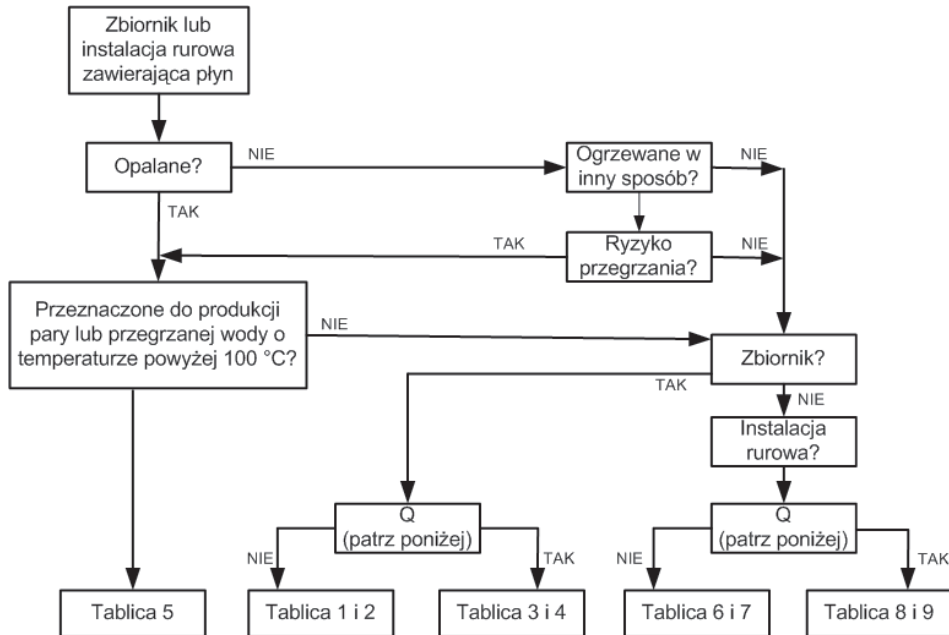 Zbiornik lub
instalacja rurowa
zawierająca płyn
Opalane?
NIE
Ogrzewane w
inny sposób?
NIE
TAK
TAK
Ryzyko
przegrzania?
NIE
Przeznaczone do produkcji
pary lub przegrzanej wody o
temperaturze powyżej 100 °C?
NIE
Zbiornik?
TAK
NIE
Instalacja
rurowa?
Q
(patrz poniżej)
Q
(patrz poniżej)
NIE
TAK
NIE
TAK
Tablica 5
Tablica 1 i 2
Tablica 3 i 4
Tablica 6 i 7
Tablica 8 i 9